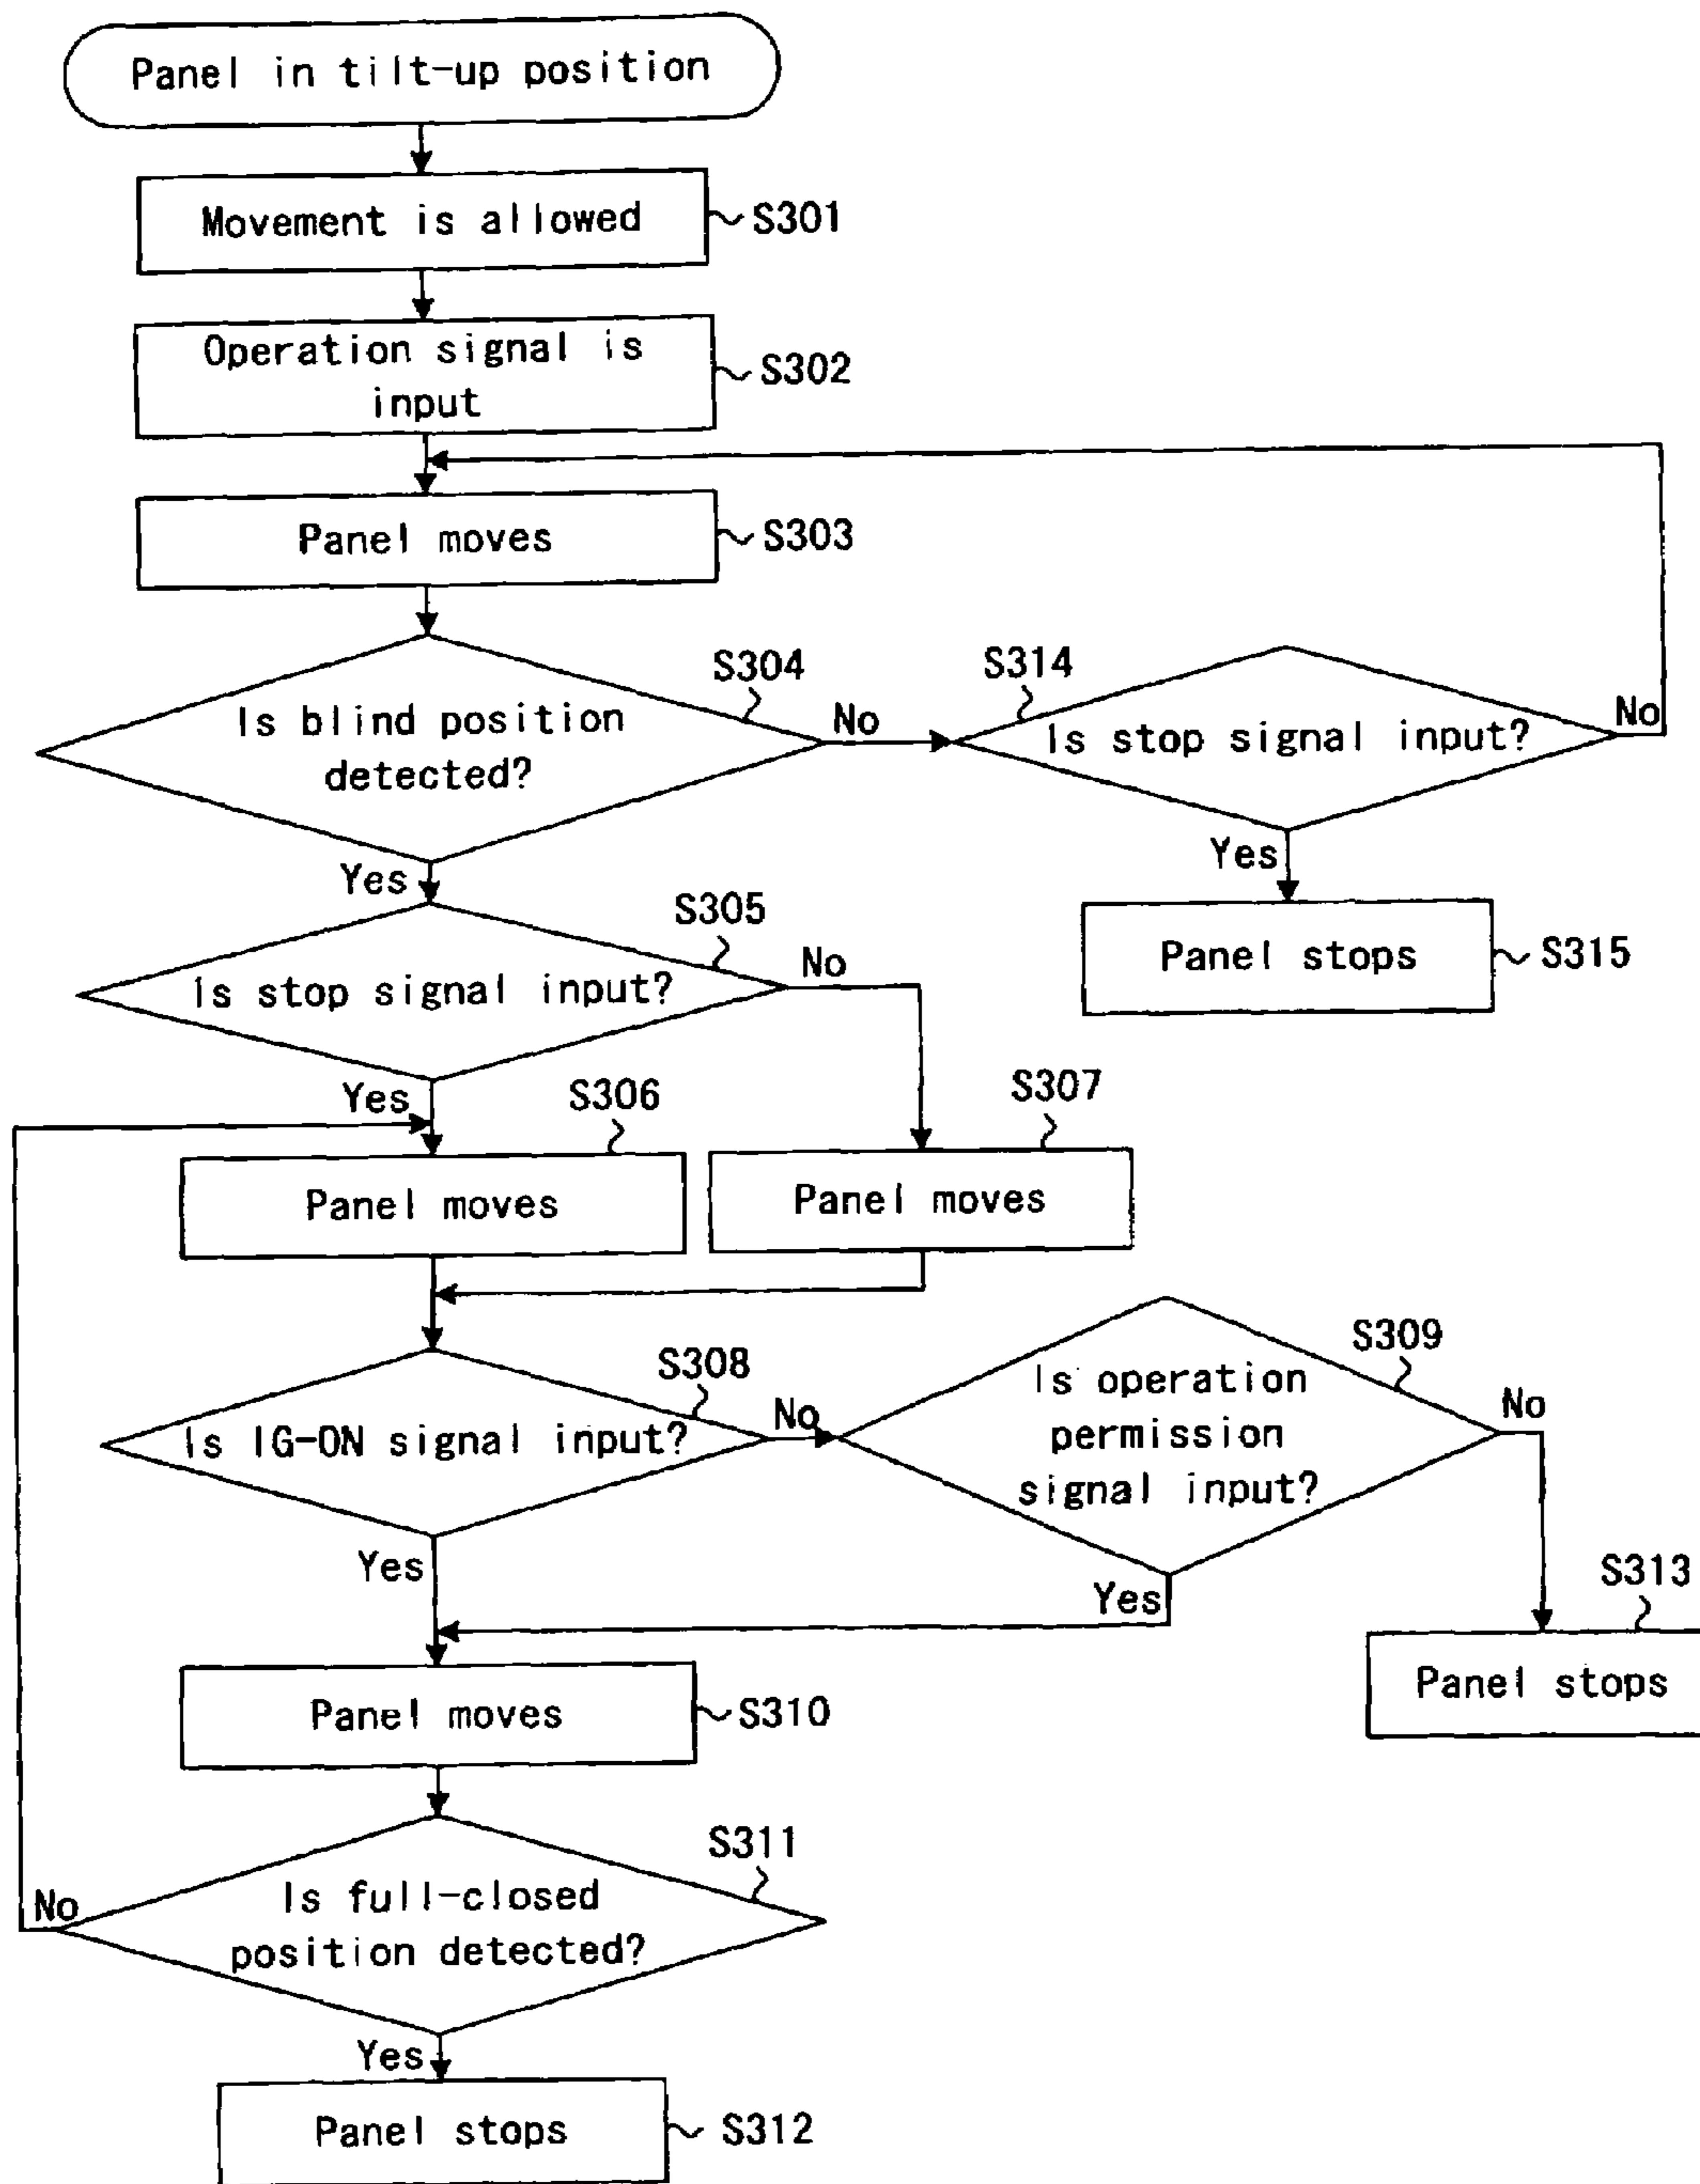 Panel in tilt-up position
Movement is allowed
S301
Operation signal is
input
S302
Panel moves
S303
S304
Is blind position
detected?
No
S314
Is stop signal input?
No
Yes
Yes
Panel stops
S315
S305
Is stop signal input?
No
Yes
S306
Panel moves
S307
Panel moves
S308
Is IG-ON signal input?
No
S309
Is operation
permission
signal input?
No
Yes
Yes
S313
Panel stops
Panel moves
S310
S311
Is full-closed
position detected?
No
Yes
Panel stops
S312